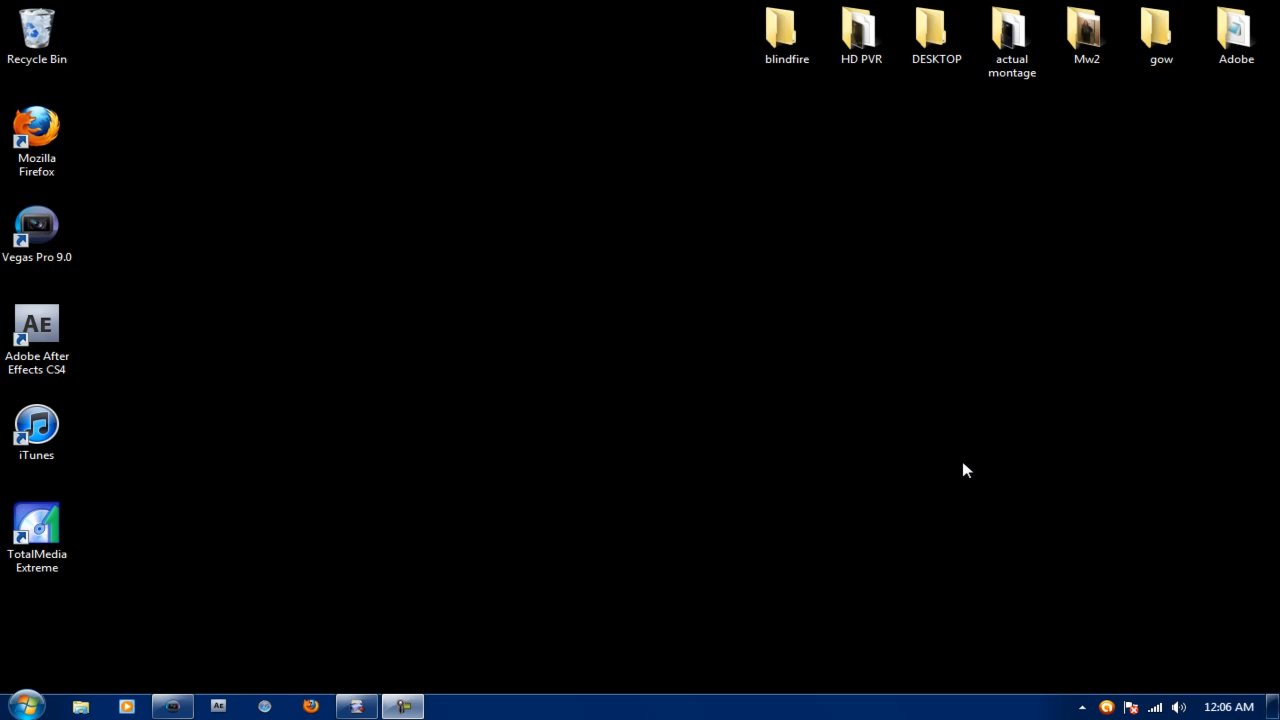 Recycle Bin
blindfire
HD PVR
DESKTOP
actual
montage
Mw2
gow
Adobe
Mozilla
Firefox
Vegas Pro 9.0
AE
Adobe After
Effects CS4
iTunes
TotalMedia
Extreme
AE
12:06 AM